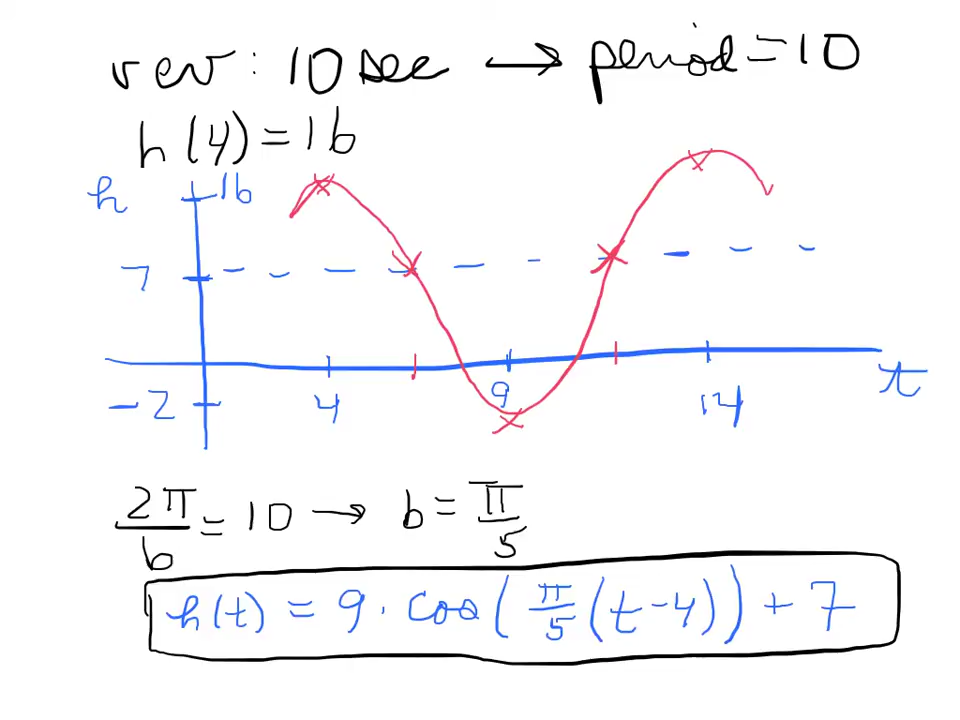 rev: 10 sec → period = 10
h(4) = 16
h 16
7
-2 4 9 14 t
2π/b = 10 → b = π/5
h(t) = 9 · cos(π/5 (t-4)) + 7